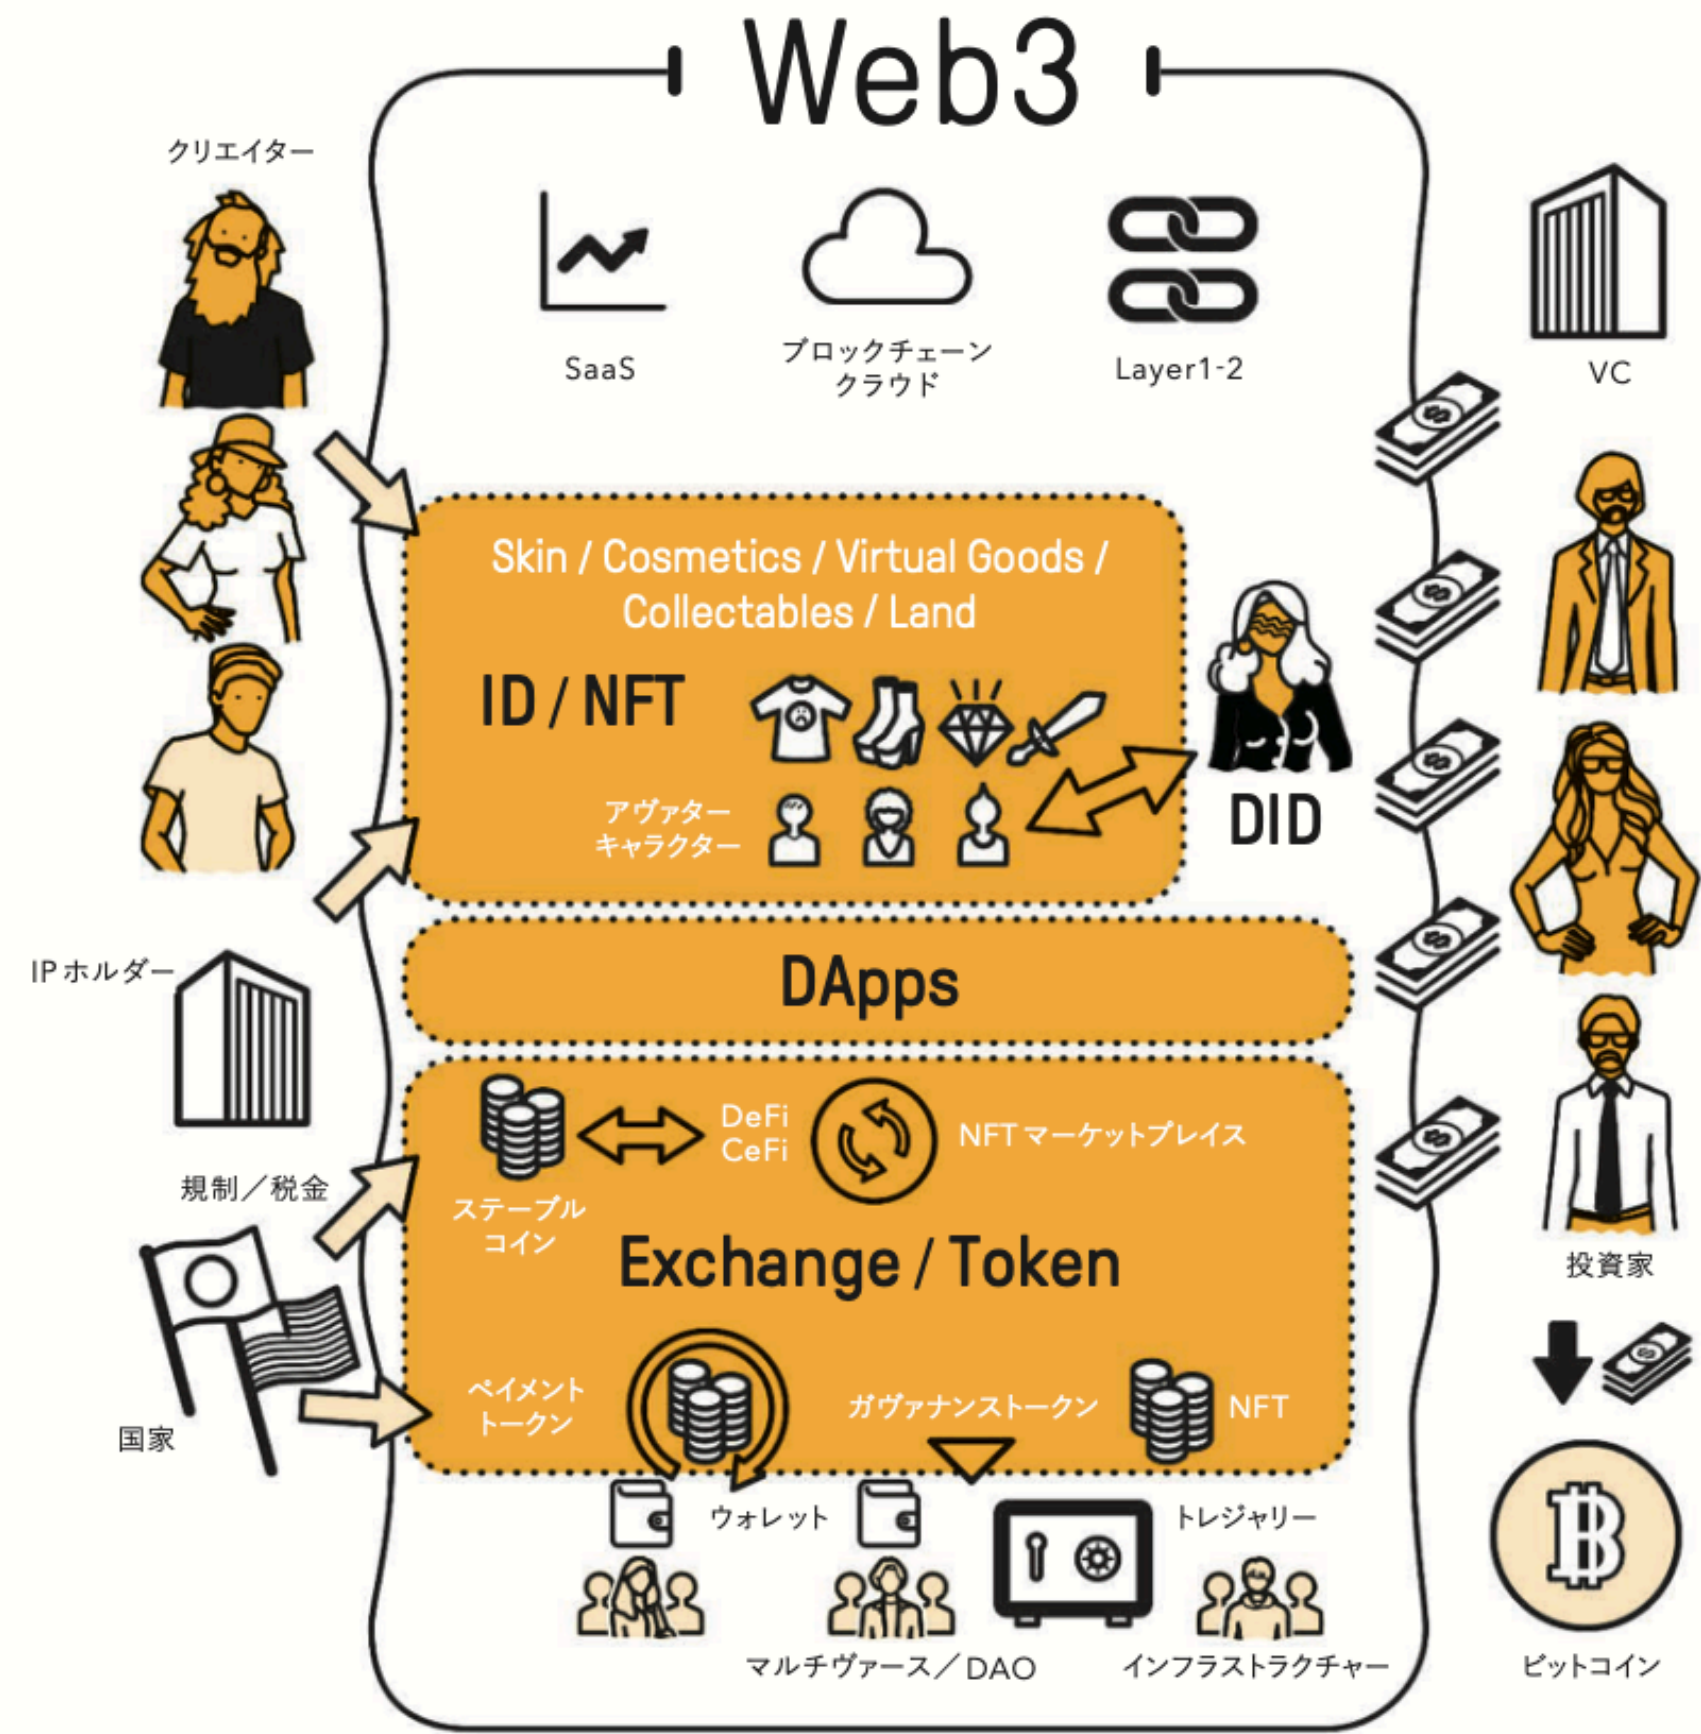 Web3
クリエイター
SaaS
ブロックチェーン
クラウド
Layer1-2
VC
Skin / Cosmetics / Virtual Goods /
Collectables / Land
ID / NFT
アヴァター
キャラクター
DID
IPホルダー
DApps
規制／税金
DeFi
CeFi
NFTマーケットプレイス
ステーブル
コイン
Exchange / Token
投資家
ペイメント
トークン
ガヴァナンストークン
NFT
国家
ウォレット
トレジャリー
マルチヴァース／DAO
インフラストラクチャー
ビットコイン